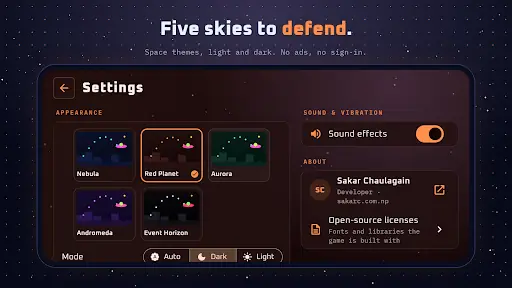 Five skies to defend.
Space themes, light and dark. No ads, no sign-in.
Settings
APPEARANCE
Nebula
Red Planet
Aurora
Andromeda
Event Horizon
Mode
Auto
Dark
Light
SOUND & VIBRATION
Sound effects
ABOUT
SC
Sakar Chaulagain
Developer ·
sakarc.com.np
Open-source licenses
Fonts and libraries the
game is built with